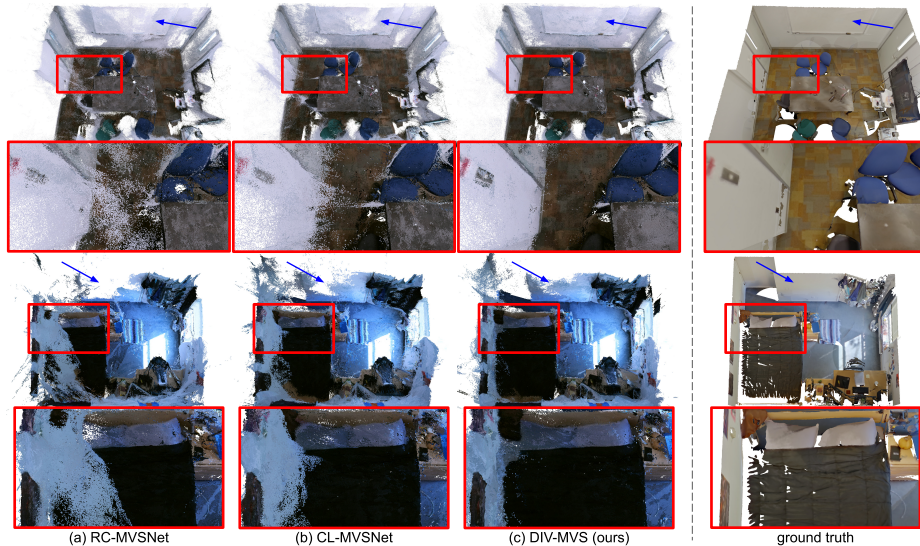 (a) RC-MVSNet
(b) CL-MVSNet
(c) DIV-MVS (ours)
ground truth